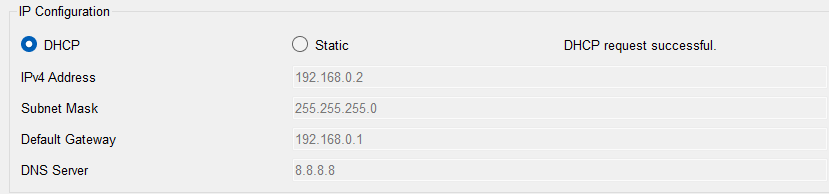 IP Configuration
DHCP Static DHCP request successful.
IPv4 Address 192.168.0.2
Subnet Mask 255.255.255.0
Default Gateway 192.168.0.1
DNS Server 8.8.8.8